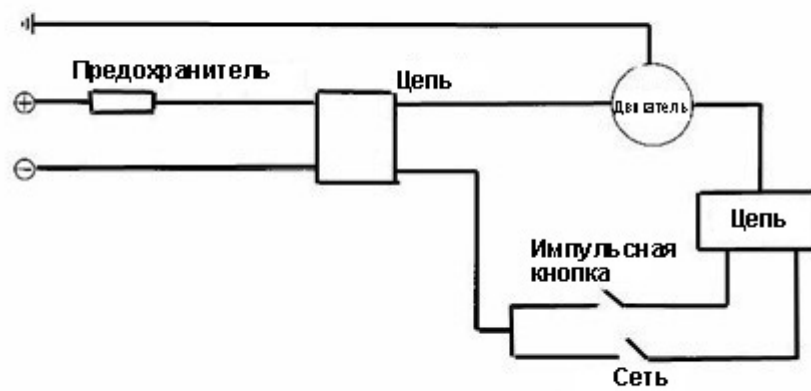 Предохранитель
Цепь
Двигатель
Цепь
Импульсная
кнопка
Сеть